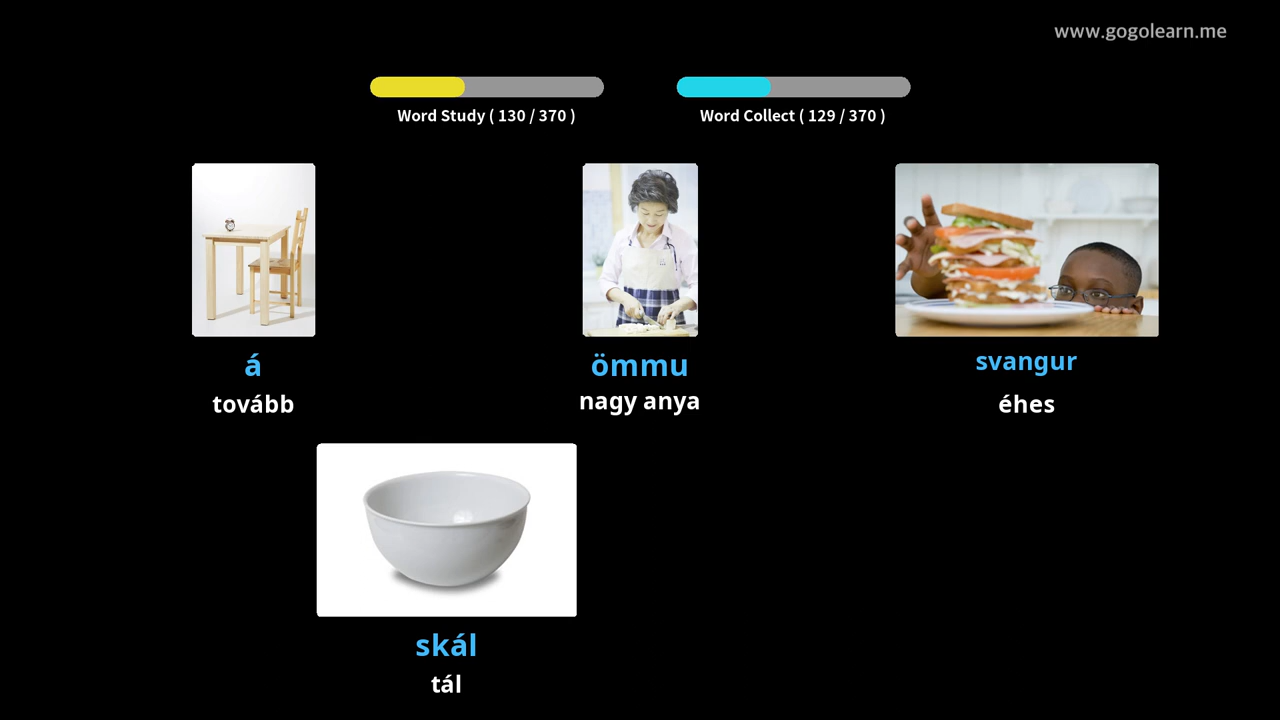 www.gogolearn.me
Word Study ( 130 / 370 )
Word Collect ( 129 / 370 )
á
tovább
ömmu
nagy anya
svangur
éhes
skál
tál